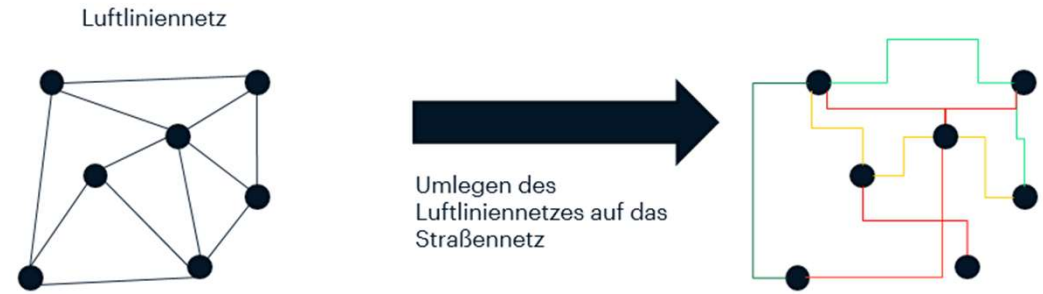 Luftliniennetz
Umlegen des
Luftliniennetzes auf das
Straßennetz